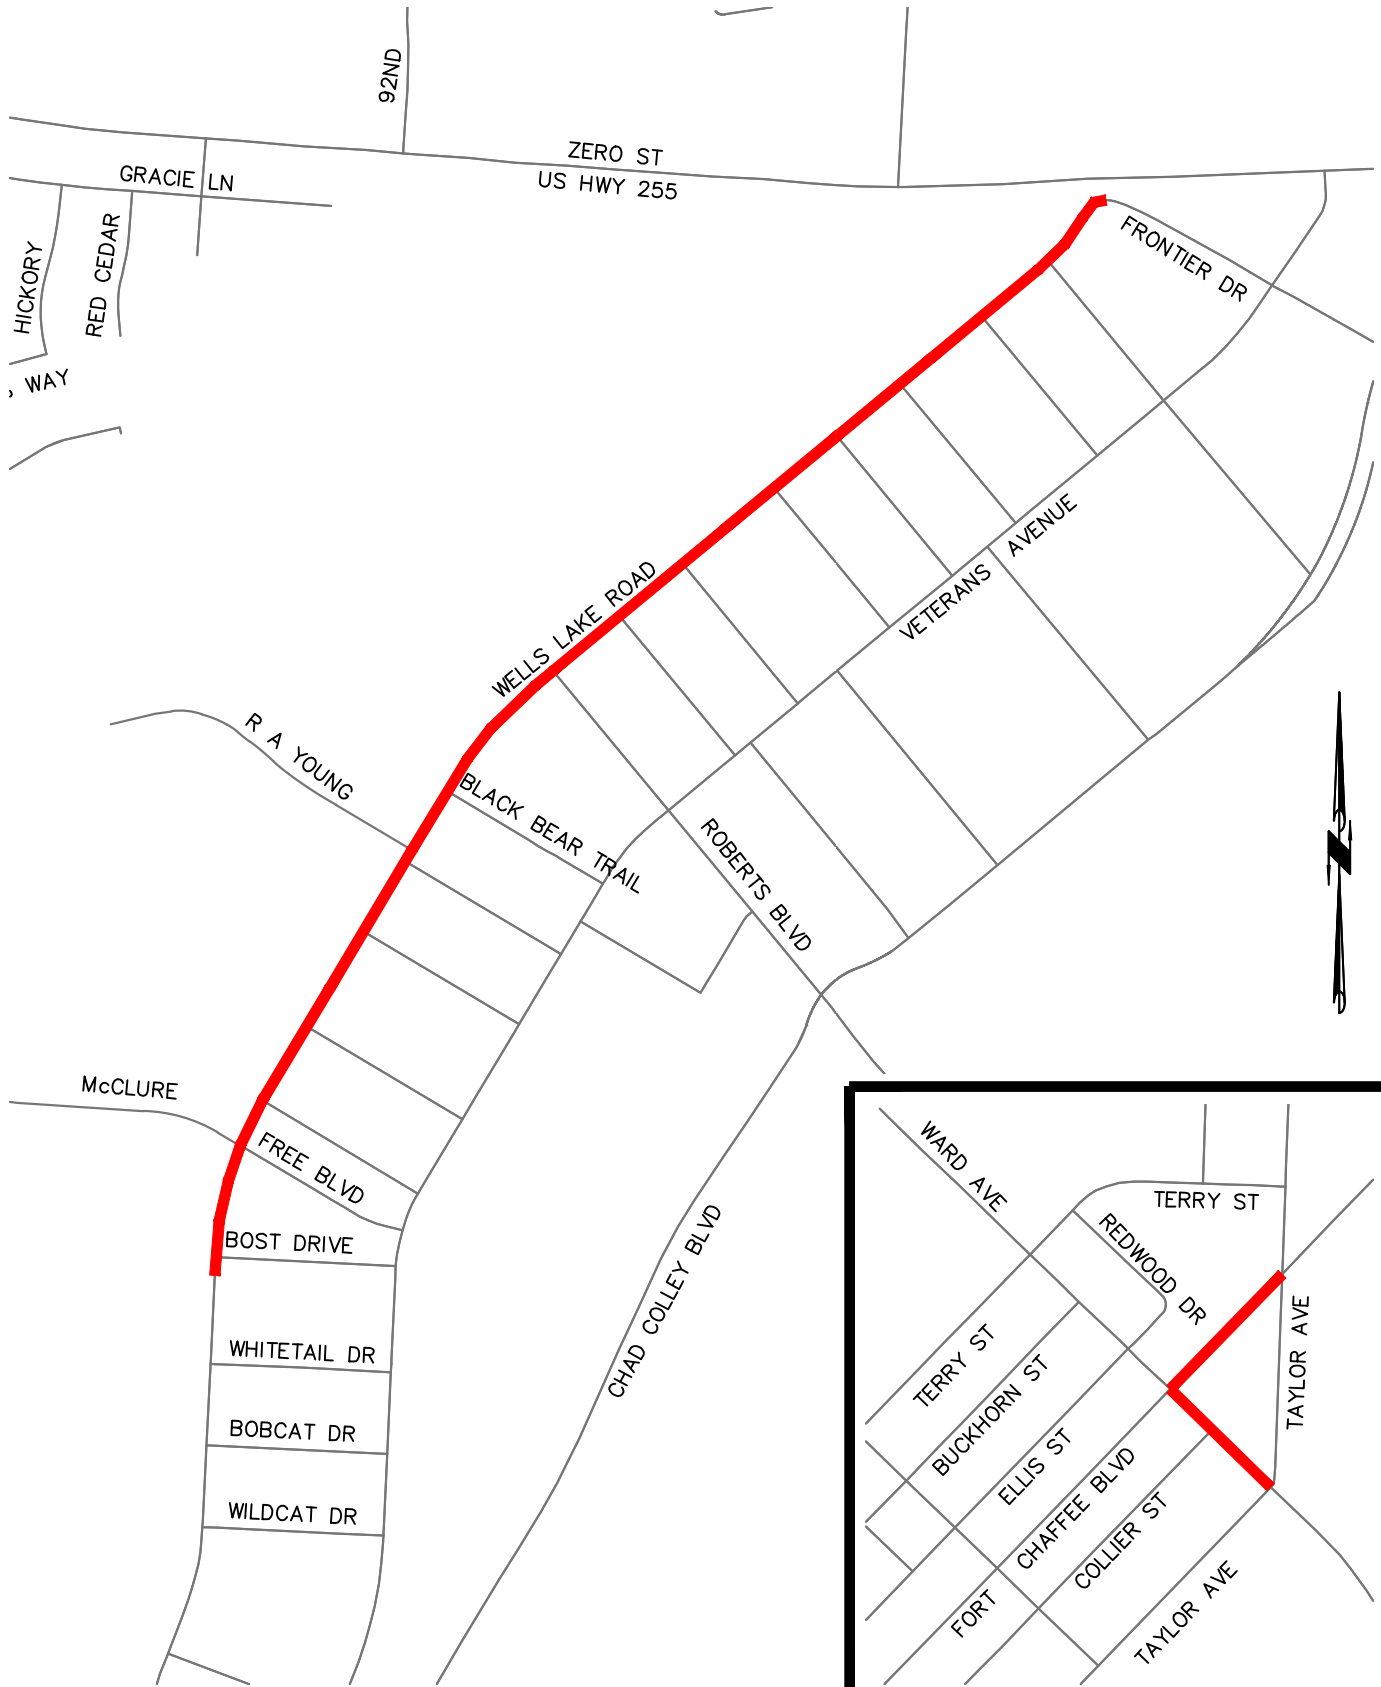 92ND
ZERO ST
US HWY 255
GRACIE LN
HICKORY
RED CEDAR
WAY
FRONTIER DR
VETERANS AVENUE
WELLS LAKE ROAD
R A YOUNG
BLACK BEAR TRAIL
ROBERTS BLVD
McCLURE
FREE BLVD
BOST DRIVE
WHITETAIL DR
BOBCAT DR
WILDCAT DR
CHAD COLLEY BLVD
WARD AVE
TERRY ST
REDWOOD DR
TAYLOR AVE
TERRY ST
BUCKHORN ST
ELLIS ST
FORT CHAFFEE BLVD
COLLIER ST
TAYLOR AVE